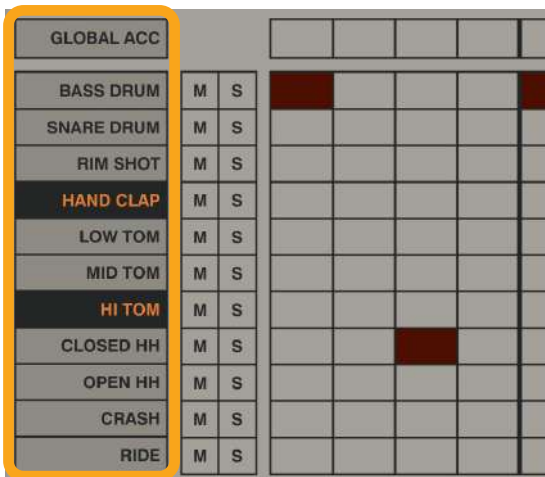 GLOBAL ACC
BASS DRUM M S
SNARE DRUM M S
RIM SHOT M S
HAND CLAP M S
LOW TOM M S
MID TOM M S
HI TOM M S
CLOSED HH M S
OPEN HH M S
CRASH M S
RIDE M S